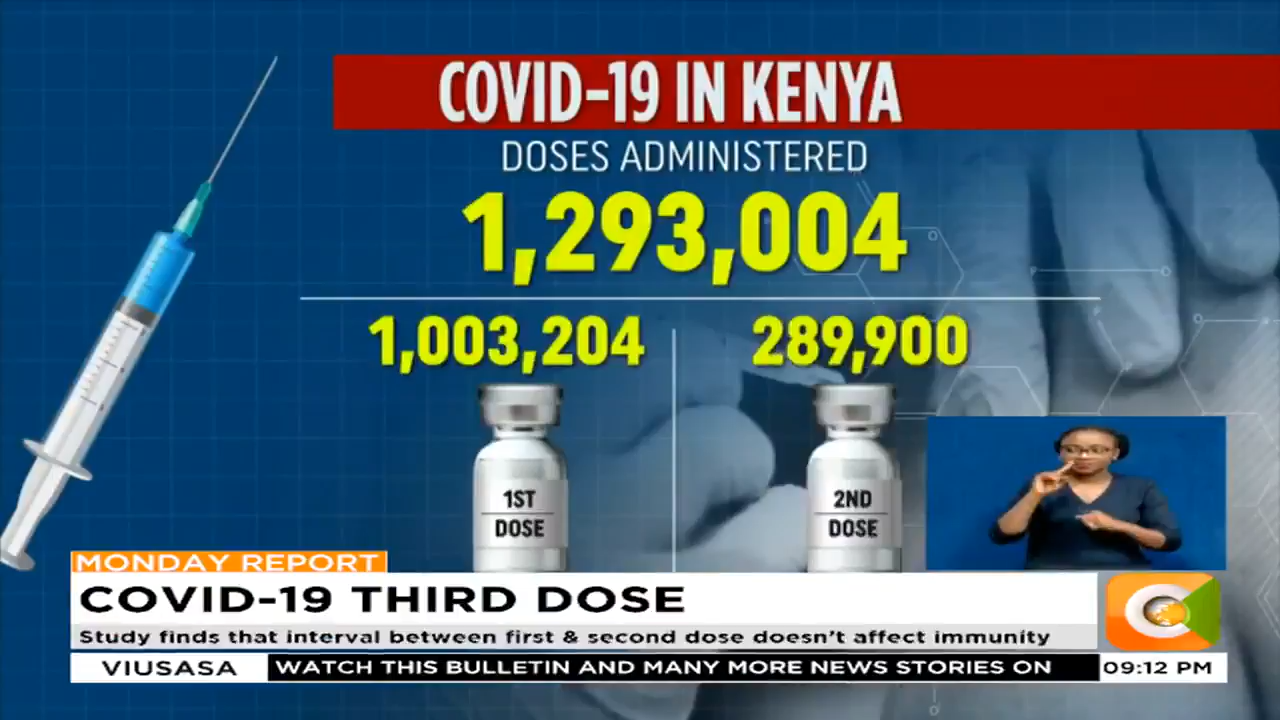 COVID-19 IN KENYA
DOSES ADMINISTERED
1,293,004
1,003,204
289,900
1ST
DOSE
2ND
DOSE
MONDAY REPORT
COVID-19 THIRD DOSE
Study finds that interval between first & second dose doesn't affect immunity
VIUSASA
WATCH THIS BULLETIN AND MANY MORE NEWS STORIES ON
09:12 PM